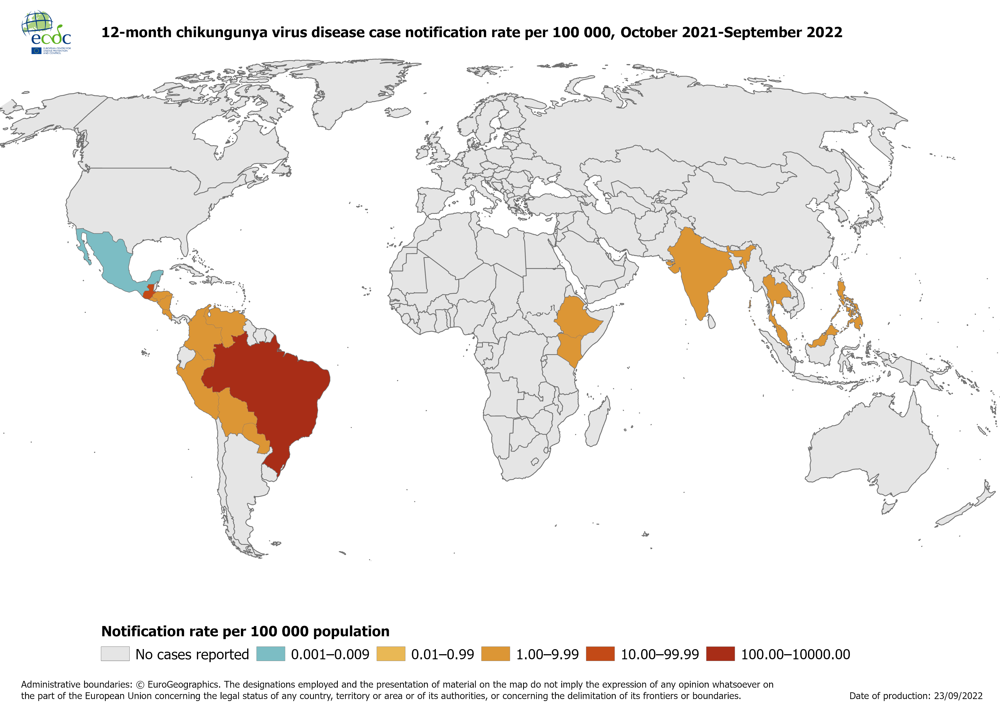 ecdc
EUROPEAN CENTRE FOR
DISEASE PREVENTION
AND CONTROL
12-month chikungunya virus disease case notification rate per 100 000, October 2021-September 2022
Notification rate per 100 000 population
No cases reported 0.001–0.009 0.01–0.99 1.00–9.99 10.00–99.99 100.00–10000.00
Administrative boundaries: © EuroGeographics. The designations employed and the presentation of material on the map do not imply the expression of any opinion whatsoever on
the part of the European Union concerning the legal status of any country, territory or area or of its authorities, or concerning the delimitation of its frontiers or boundaries.
Date of production: 23/09/2022